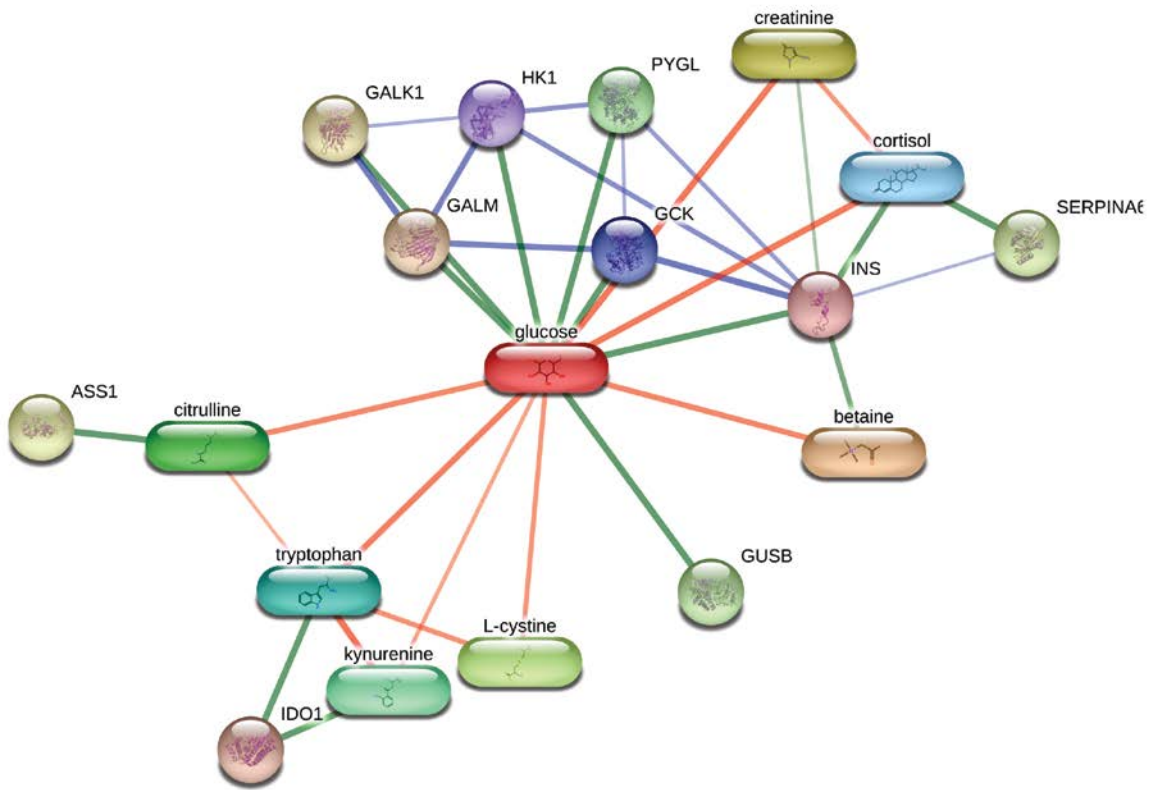 creatinine
PYGL
HK1
GALK1
cortisol
SERPINA6
GALM
GCK
INS
glucose
ASS1
citrulline
betaine
tryptophan
GUSB
L-cystine
kynurenine
IDO1